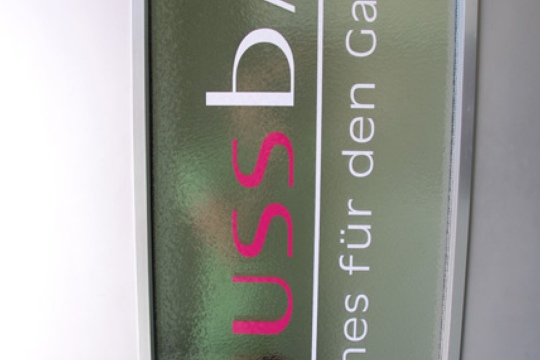 ussb
nes für den Ga